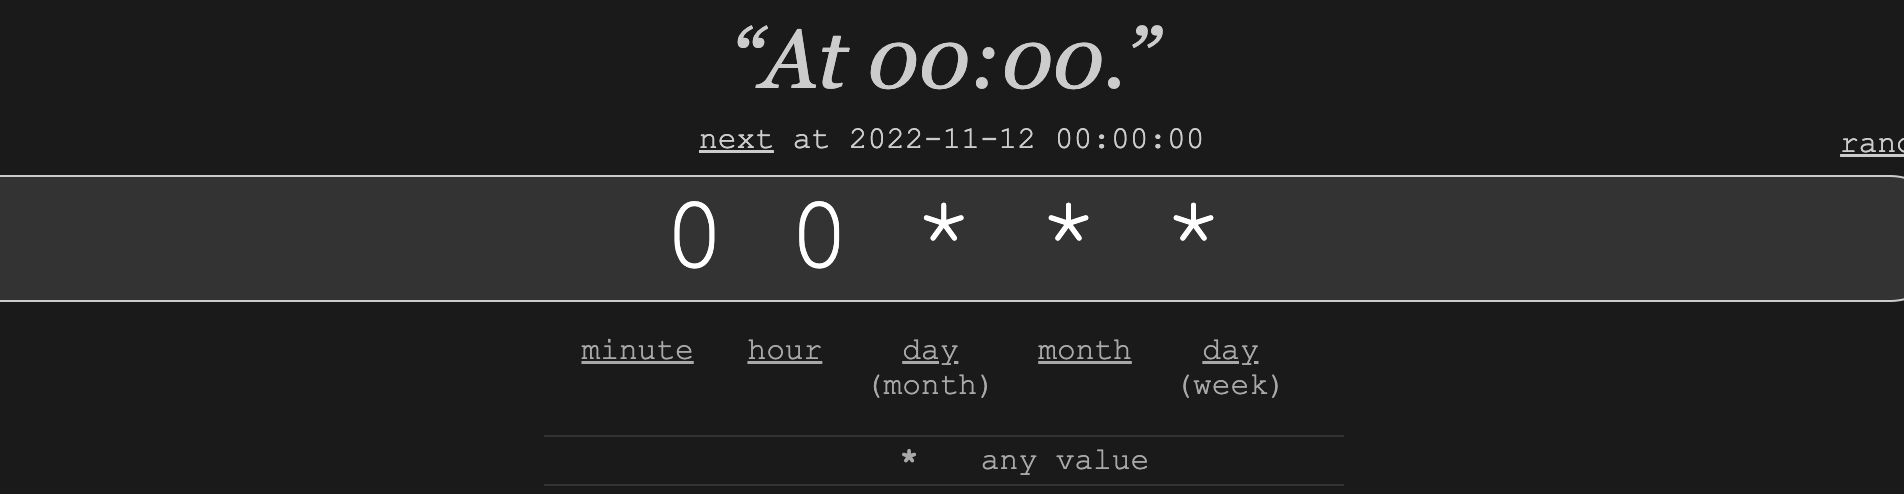 “At 00:00.”
next at 2022-11-12 00:00:00
0 0 * * *
minute hour day month day
(month) (week)
* any value